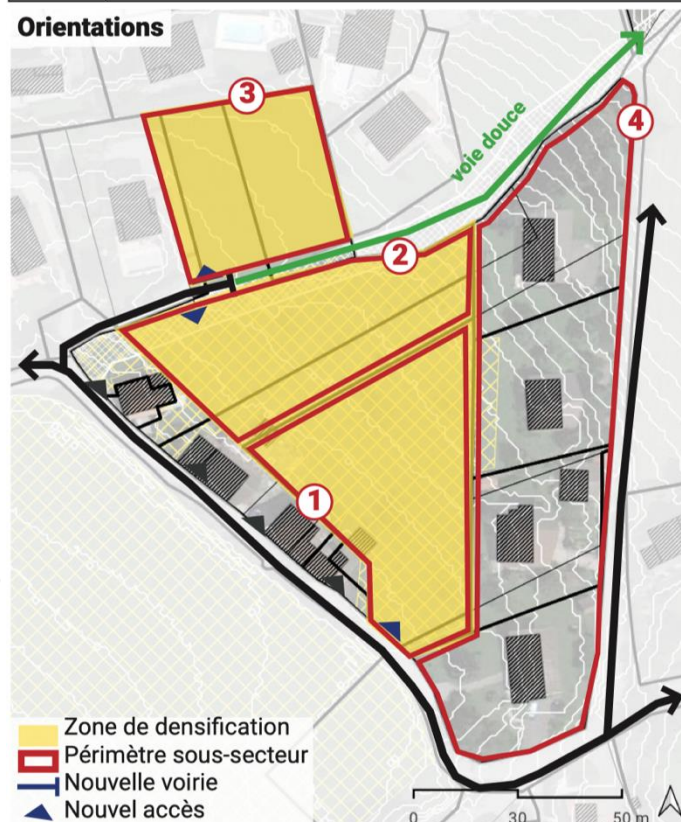 Orientations
3
4
voie douce
2
1
Zone de densification
Périmètre sous-secteur
Nouvelle voirie
Nouvel accès
0 30 50 m